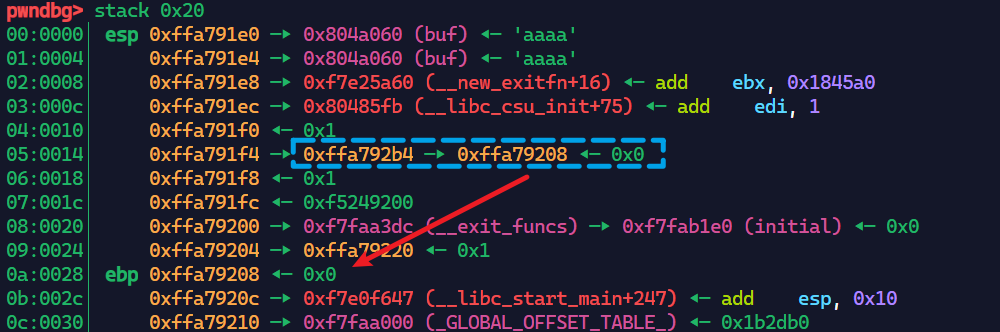 pwndbg> stack 0x20
00:0000│ esp 0xffa791e0 —▸ 0x804a060 (buf) ◂— 'aaaa'
01:0004│     0xffa791e4 —▸ 0x804a060 (buf) ◂— 'aaaa'
02:0008│     0xffa791e8 —▸ 0xf7e25a60 (__new_exitfn+16) ◂— add    ebx, 0x1845a0
03:000c│     0xffa791ec —▸ 0x80485fb (__libc_csu_init+75) ◂— add    edi, 1
04:0010│     0xffa791f0 ◂— 0x1
05:0014│     0xffa791f4 —▸ 0xffa792b4 —▸ 0xffa79208 ◂— 0x0
06:0018│     0xffa791f8 ◂— 0x1
07:001c│     0xffa791fc ◂— 0xf5249200
08:0020│     0xffa79200 —▸ 0xf7faa3dc (__exit_funcs) —▸ 0xf7fab1e0 (initial) ◂— 0x0
09:0024│     0xffa79204 —▸ 0xffa79220 ◂— 0x1
0a:0028│ ebp 0xffa79208 ◂— 0x0
0b:002c│     0xffa7920c —▸ 0xf7e0f647 (__libc_start_main+247) ◂— add    esp, 0x10
0c:0030│     0xffa79210 —▸ 0xf7faa000 (_GLOBAL_OFFSET_TABLE_) ◂— 0x1b2db0